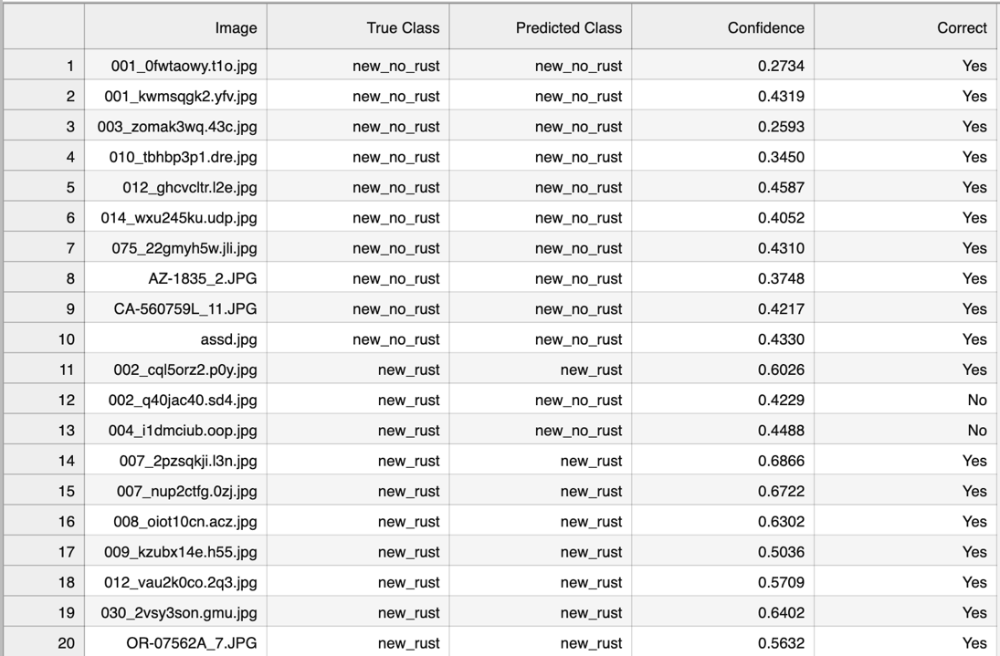 Image True Class Predicted Class Confidence Correct
1 001_0fwtaowy.t1o.jpg new_no_rust new_no_rust 0.2734 Yes
2 001_kwmsqgk2.yfv.jpg new_no_rust new_no_rust 0.4319 Yes
3 003_zomak3wq.43c.jpg new_no_rust new_no_rust 0.2593 Yes
4 010_tbhbp3p1.dre.jpg new_no_rust new_no_rust 0.3450 Yes
5 012_ghcvcltr.l2e.jpg new_no_rust new_no_rust 0.4587 Yes
6 014_wxu245ku.udp.jpg new_no_rust new_no_rust 0.4052 Yes
7 075_22gmyh5w.jli.jpg new_no_rust new_no_rust 0.4310 Yes
8 AZ-1835_2.JPG new_no_rust new_no_rust 0.3748 Yes
9 CA-560759L_11.JPG new_no_rust new_no_rust 0.4217 Yes
10 assd.jpg new_no_rust new_no_rust 0.4330 Yes
11 002_cql5orz2.p0y.jpg new_rust new_rust 0.6026 Yes
12 002_q40jac40.sd4.jpg new_rust new_no_rust 0.4229 No
13 004_i1dmciub.oop.jpg new_rust new_no_rust 0.4488 No
14 007_2pzsqkji.l3n.jpg new_rust new_rust 0.6866 Yes
15 007_nup2ctfg.0zj.jpg new_rust new_rust 0.6722 Yes
16 008_oiot10cn.acz.jpg new_rust new_rust 0.6302 Yes
17 009_kzubx14e.h55.jpg new_rust new_rust 0.5036 Yes
18 012_vau2k0co.2q3.jpg new_rust new_rust 0.5709 Yes
19 030_2vsy3son.gmu.jpg new_rust new_rust 0.6402 Yes
20 OR-07562A_7.JPG new_rust new_rust 0.5632 Yes